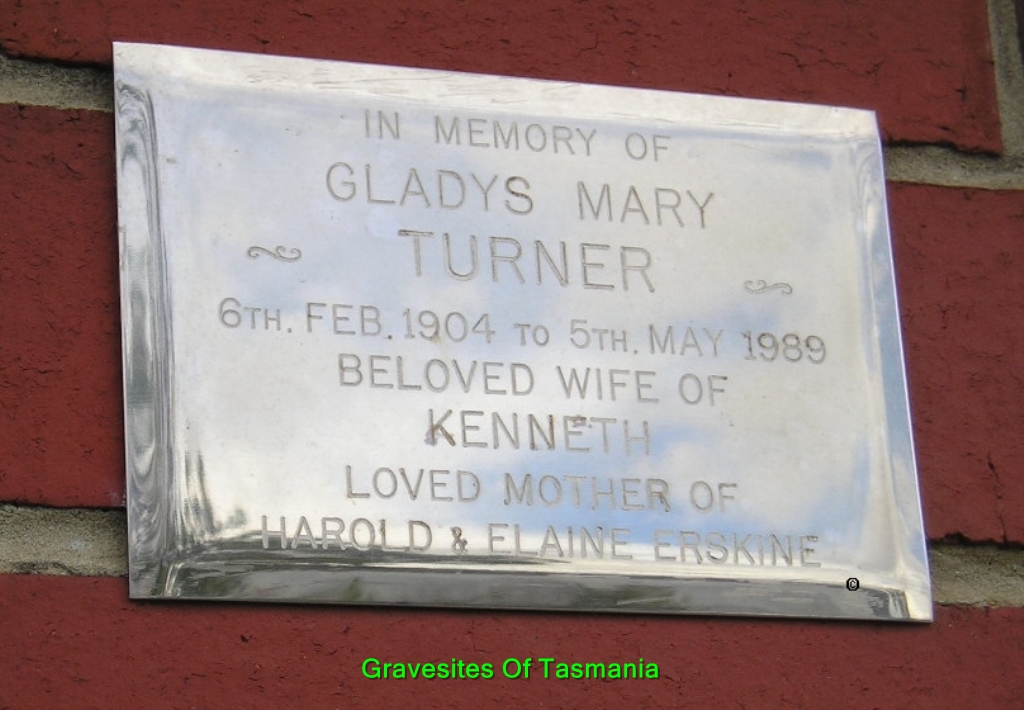 IN MEMORY OF
GLADYS MARY
TURNER
6TH. FEB. 1904 TO 5TH. MAY 1989
BELOVED WIFE OF
KENNETH
LOVED MOTHER OF
HAROLD & ELAINE ERSKINE
©
Gravesites Of Tasmania